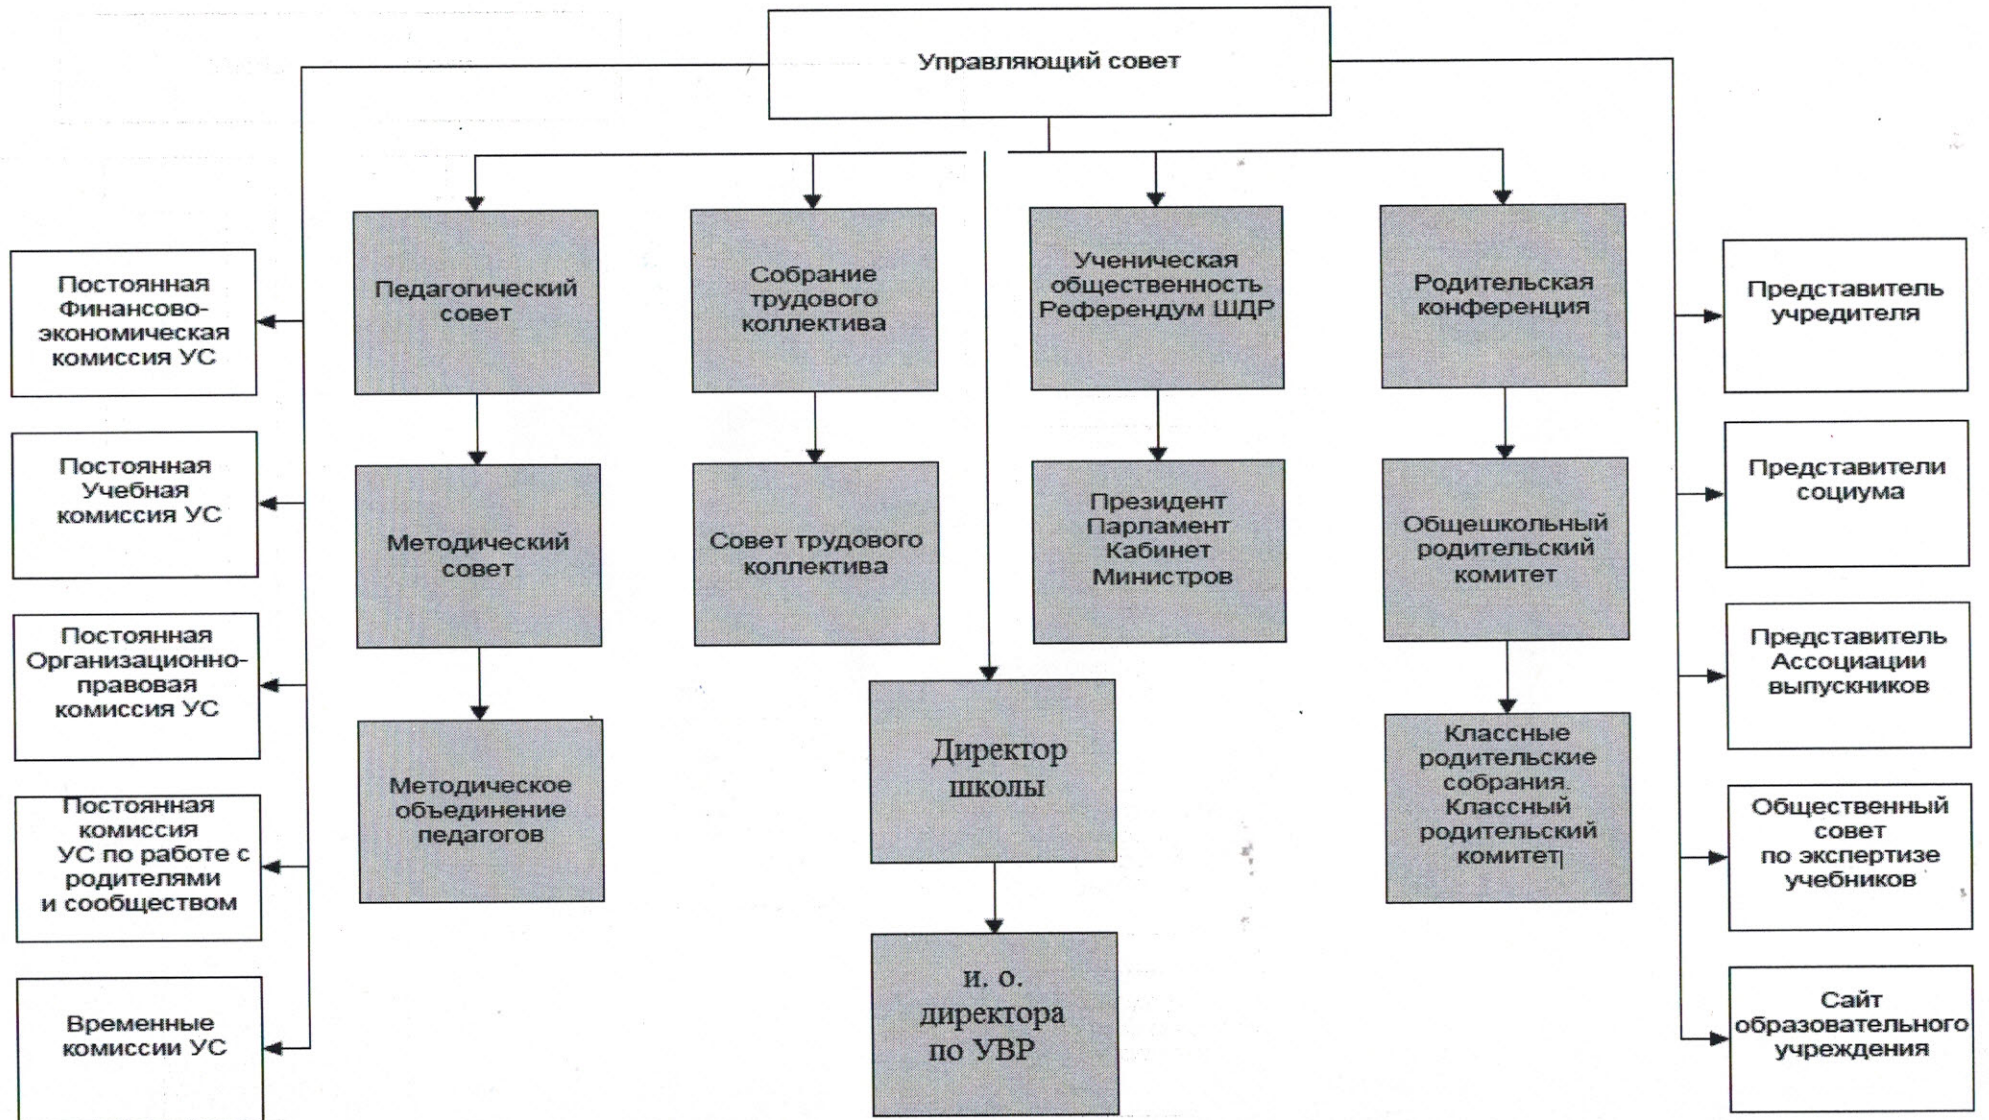 Управляющий совет
Постоянная
Финансово-
экономическая
комиссия УС
Постоянная
Учебная
комиссия УС
Постоянная
Организационно-
правовая
комиссия УС
Постоянная
комиссия
УС по работе с
родителями
и сообществом
Временные
комиссии УС
Педагогический
совет
Методический
совет
Методическое
объединение
педагогов
Собрание
трудового
коллектива
Совет трудового
коллектива
Директор
школы
и. о.
директора
по УВР
Ученическая
общественность
Референдум ШДР
Президент
Парламент
Кабинет
Министров
Родительская
конференция
Общешкольный
родительский
комитет
Классные
родительские
собрания.
Классный
родительский
комитет
Представитель
учредителя
Представители
социума
Представитель
Ассоциации
выпускников
Общественный
совет
по экспертизе
учебников
Сайт
образовательного
учреждения